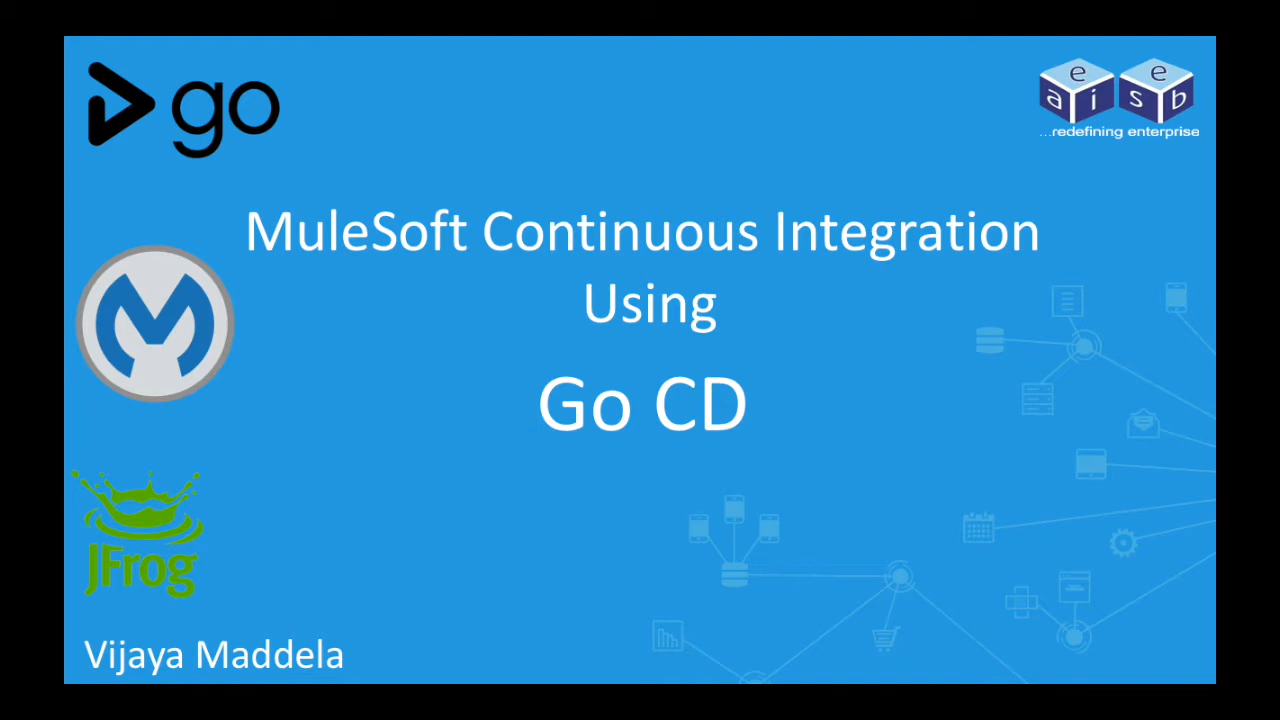 go
e e
a i s b
...redefining enterprise
MuleSoft Continuous Integration
Using
Go CD
JFrog
Vijaya Maddela